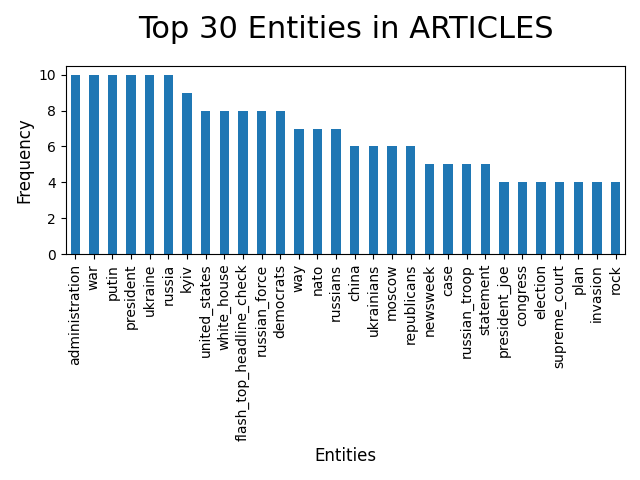 Top 30 Entities in ARTICLES
Frequency
10
8
6
4
2
0
administration
war
putin
president
ukraine
russia
kyiv
united_states
white_house
flash_top_headline_check
russian_force
democrats
way
nato
russians
china
ukrainians
moscow
republicans
newsweek
case
russian_troop
statement
president_joe
congress
election
supreme_court
plan
invasion
rock
Entities